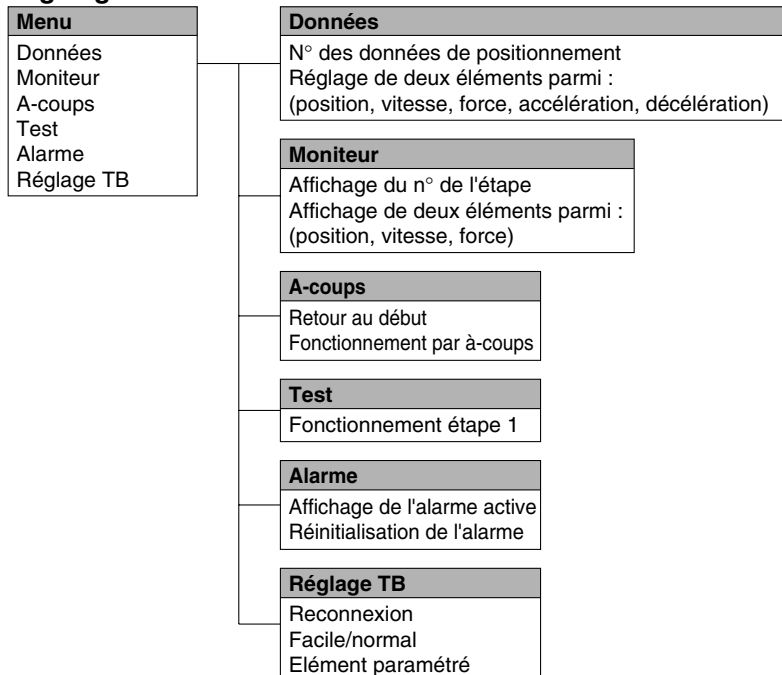 Menu
Données
Moniteur
A-coups
Test
Alarme
Réglage TB
Données
N° des données de positionnement
Réglage de deux éléments parmi :
(position, vitesse, force, accélération, décélération)
Moniteur
Affichage du n° de l'étape
Affichage de deux éléments parmi :
(position, vitesse, force)
A-coups
Retour au début
Fonctionnement par à-coups
Test
Fonctionnement étape 1
Alarme
Affichage de l'alarme active
Réinitialisation de l'alarme
Réglage TB
Reconnexion
Facile/normal
Elément paramétré